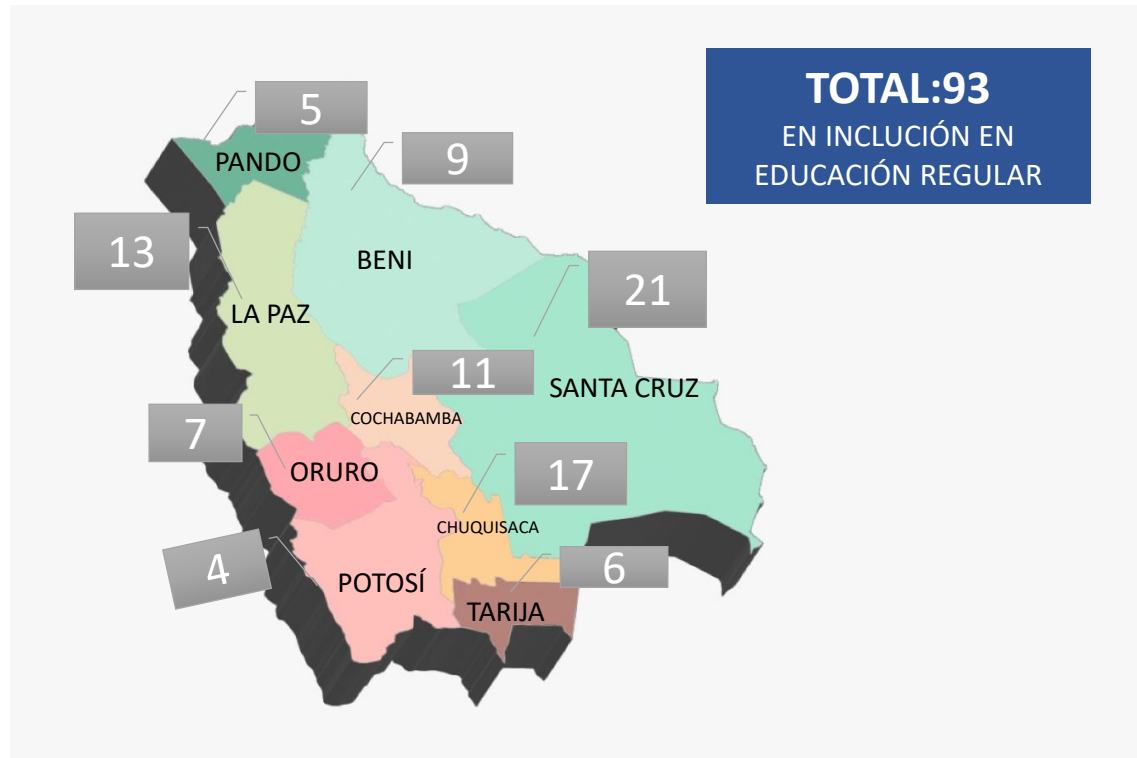 TOTAL:93
EN INCLUCIÓN EN
EDUCACIÓN REGULAR
5
PANDO
9
13
BENI
21
LA PAZ
11
SANTA CRUZ
COCHABAMBA
7
ORURO
17
CHUQUISACA
4
POTOSÍ
6
TARIJA